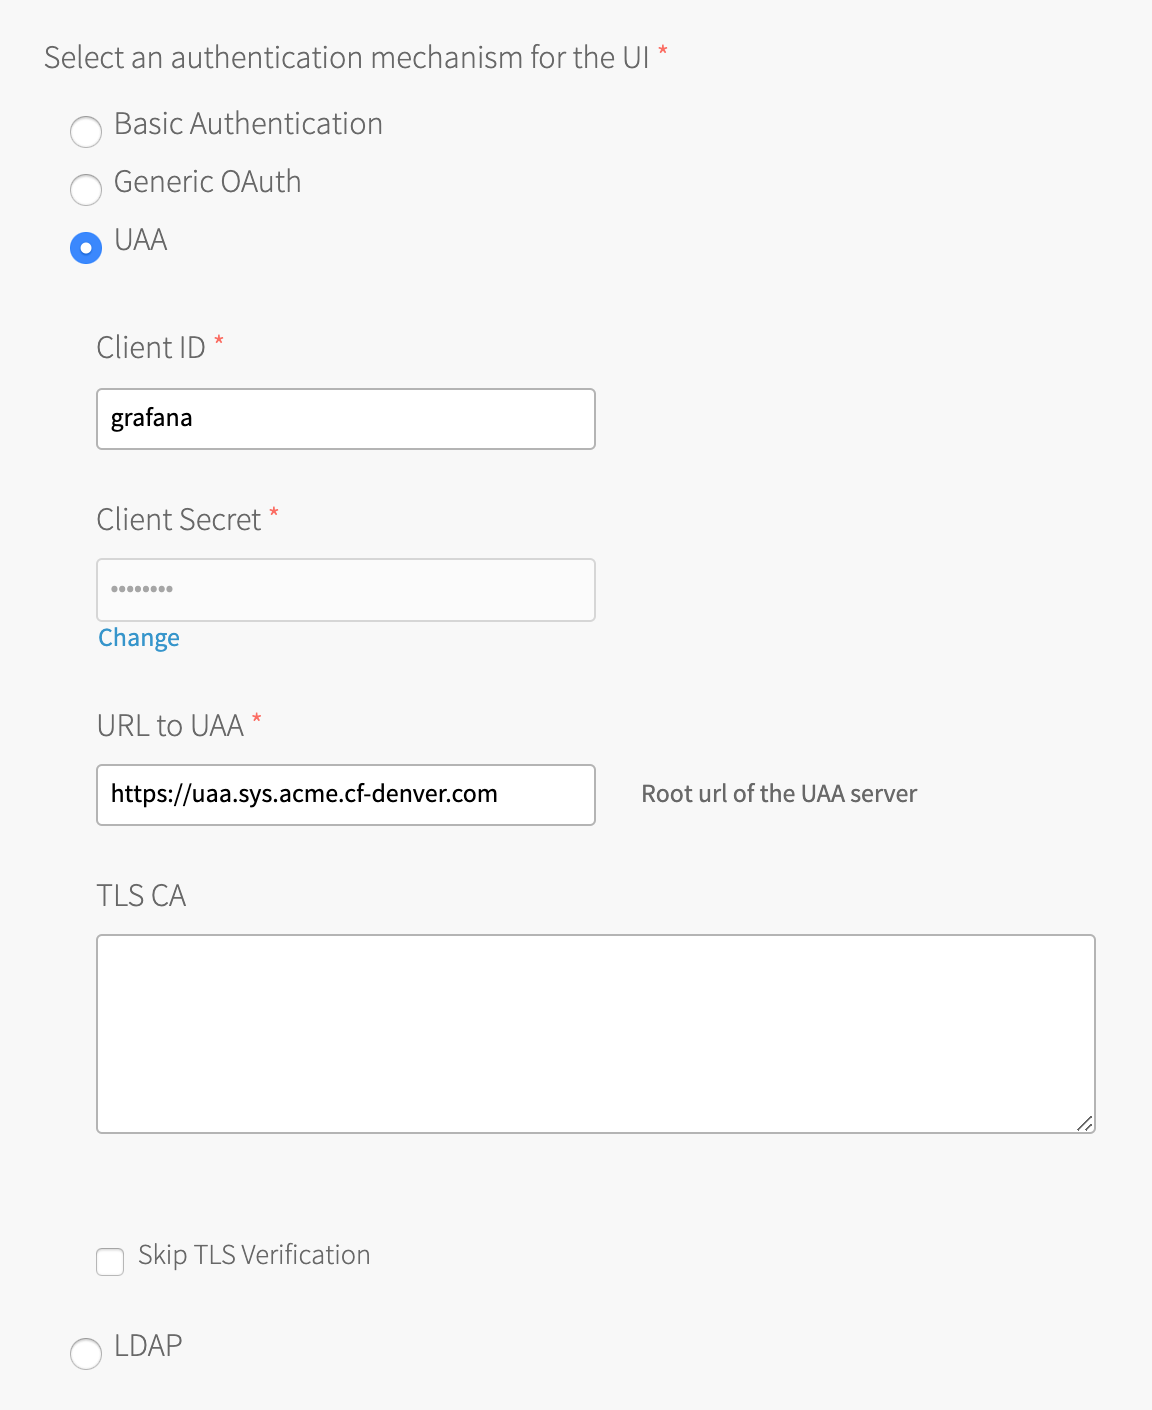 Select an authentication mechanism for the UI *
Basic Authentication
Generic OAuth
UAA
Client ID *
grafana
Client Secret *
••••••••
Change
URL to UAA *
https://uaa.sys.acme.cf-denver.com
Root url of the UAA server
TLS CA
Skip TLS Verification
LDAP